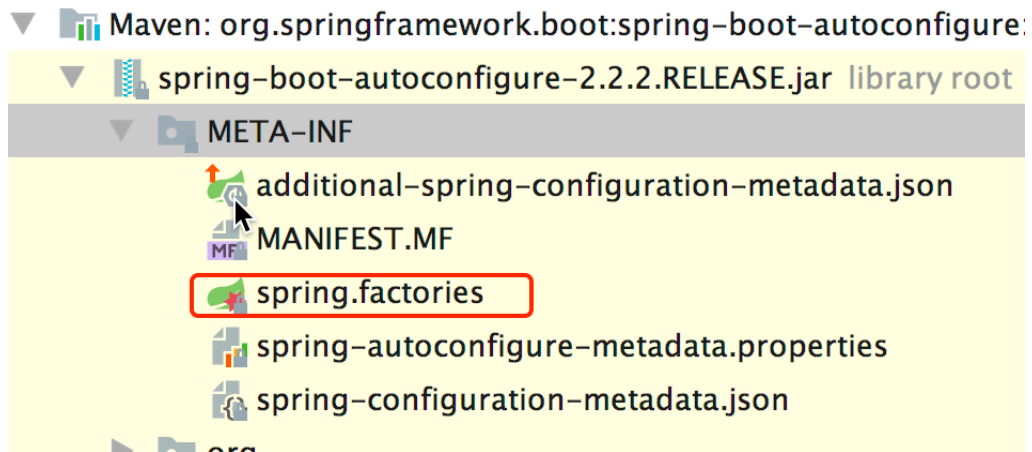 Maven: org.springframework.boot:spring-boot-autoconfigure:
spring-boot-autoconfigure-2.2.2.RELEASE.jar library root
META-INF
additional-spring-configuration-metadata.json
MF MANIFEST.MF
spring.factories
spring-autoconfigure-metadata.properties
spring-configuration-metadata.json
org